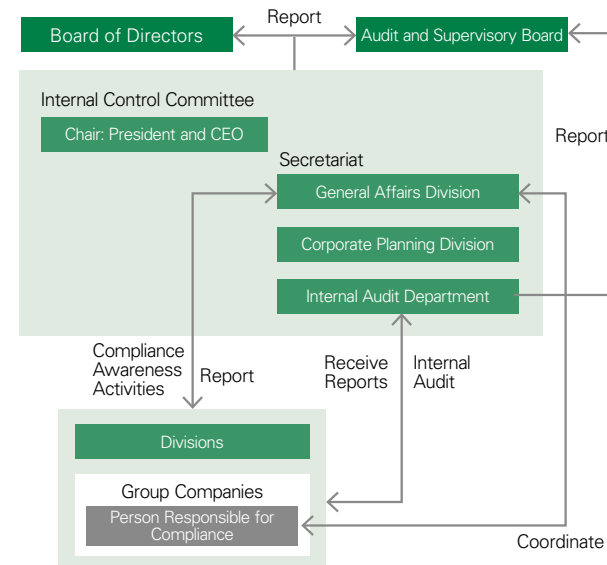 Report
Board of Directors
Audit and Supervisory Board
Internal Control Committee
Chair: President and CEO
Report
Secretariat
General Affairs Division
Corporate Planning Division
Internal Audit Department
Compliance
Awareness
Activities
Report
Receive
Reports
Internal
Audit
Divisions
Group Companies
Person Responsible for
Compliance
Coordinate